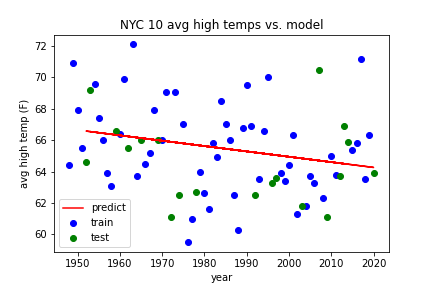 NYC 10 avg high temps vs. model
72
70
68
66
64
62
60
avg high temp (F)
predict
train
test
1950 1960 1970 1980 1990 2000 2010 2020
year